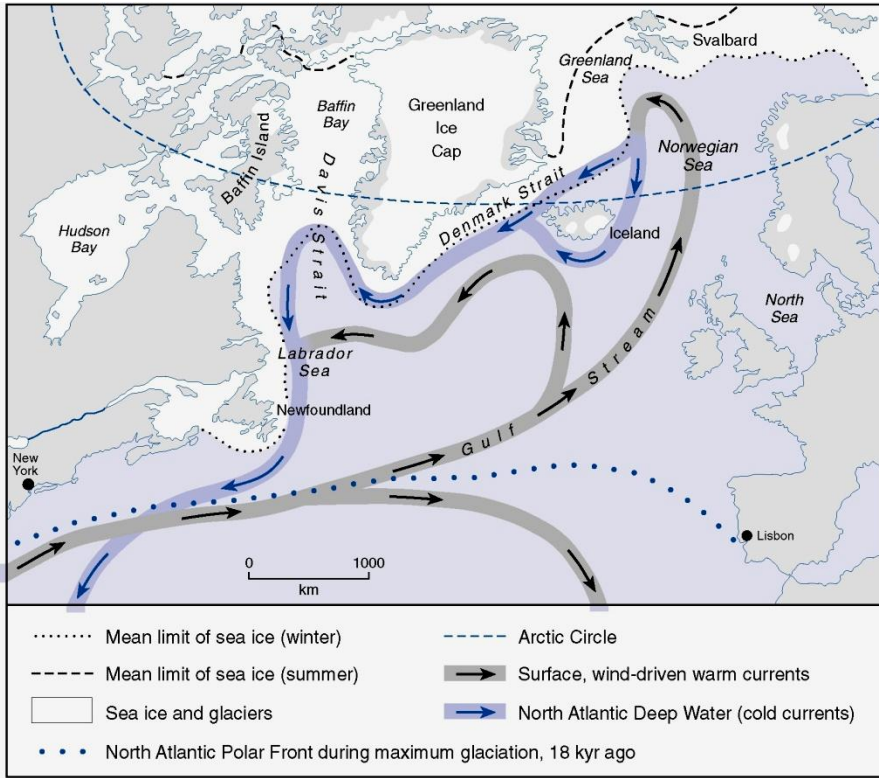 Svalbard
Greenland
Sea
Baffin
Bay
Greenland
Ice
Cap
Baffin Island
Davis Strait
Denmark Strait
Norwegian
Sea
Hudson
Bay
Iceland
North
Sea
Labrador
Sea
Newfoundland
Gulf Stream
New
York
Lisbon
0 1000
km
Mean limit of sea ice (winter)
Mean limit of sea ice (summer)
Sea ice and glaciers
North Atlantic Polar Front during maximum glaciation, 18 kyr ago
Arctic Circle
Surface, wind-driven warm currents
North Atlantic Deep Water (cold currents)